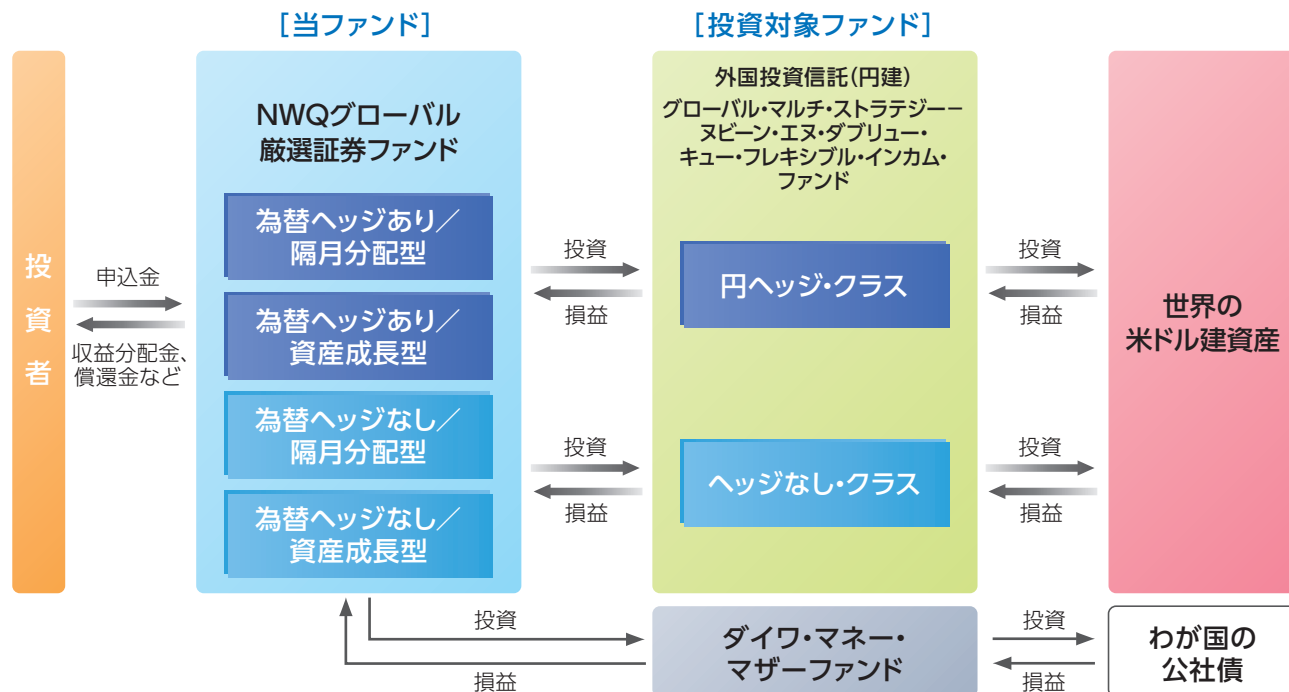 [当ファンド]
[投資対象ファンド]
投
資
者
申込金
収益分配金、
償還金など
NWQグローバル
厳選証券ファンド
為替ヘッジあり／
隔月分配型
為替ヘッジあり／
資産成長型
為替ヘッジなし／
隔月分配型
為替ヘッジなし／
資産成長型
投資
損益
投資
損益
外国投資信託(円建)
グローバル・マルチ・ストラテジー－
ヌビーン・エヌ・ダブリュー・
キュー・フレキシブル・インカム・
ファンド
円ヘッジ・クラス
ヘッジなし・クラス
投資
損益
投資
損益
世界の
米ドル建資産
投資
損益
ダイワ・マネー・
マザーファンド
投資
損益
わが国の
公社債